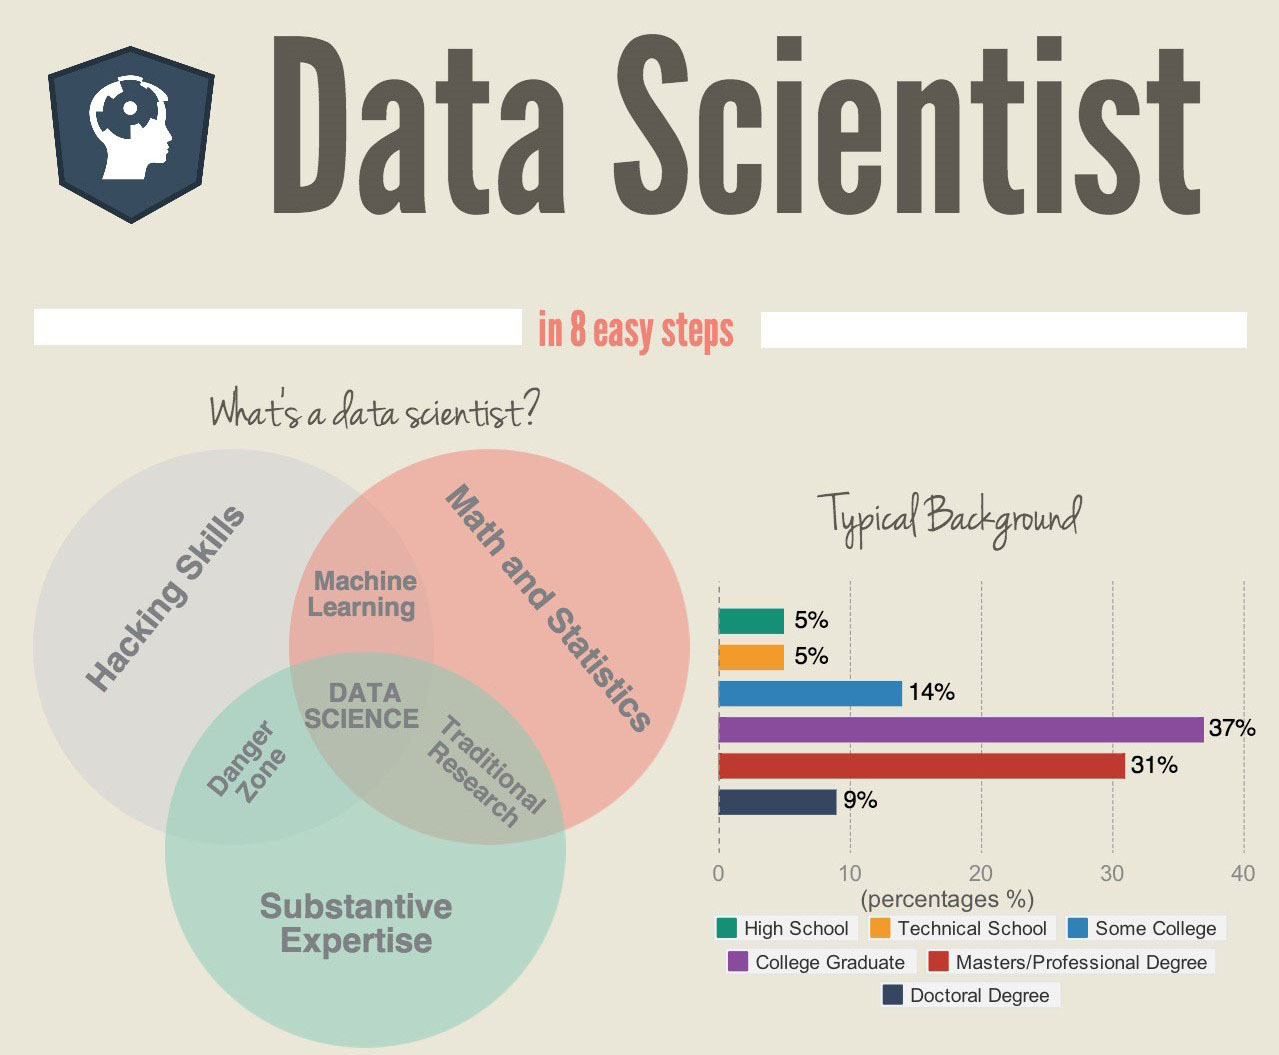 Data Scientist
in 8 easy steps
What's a data scientist?
Hacking Skills
Math and Statistics
Machine
Learning
DATA
SCIENCE
Danger
Zone
Traditional
Research
Substantive
Expertise
Typical Background
5%
5%
14%
37%
31%
9%
0 10 20 30 40
(percentages %)
High School Technical School Some College
College Graduate Masters/Professional Degree
Doctoral Degree